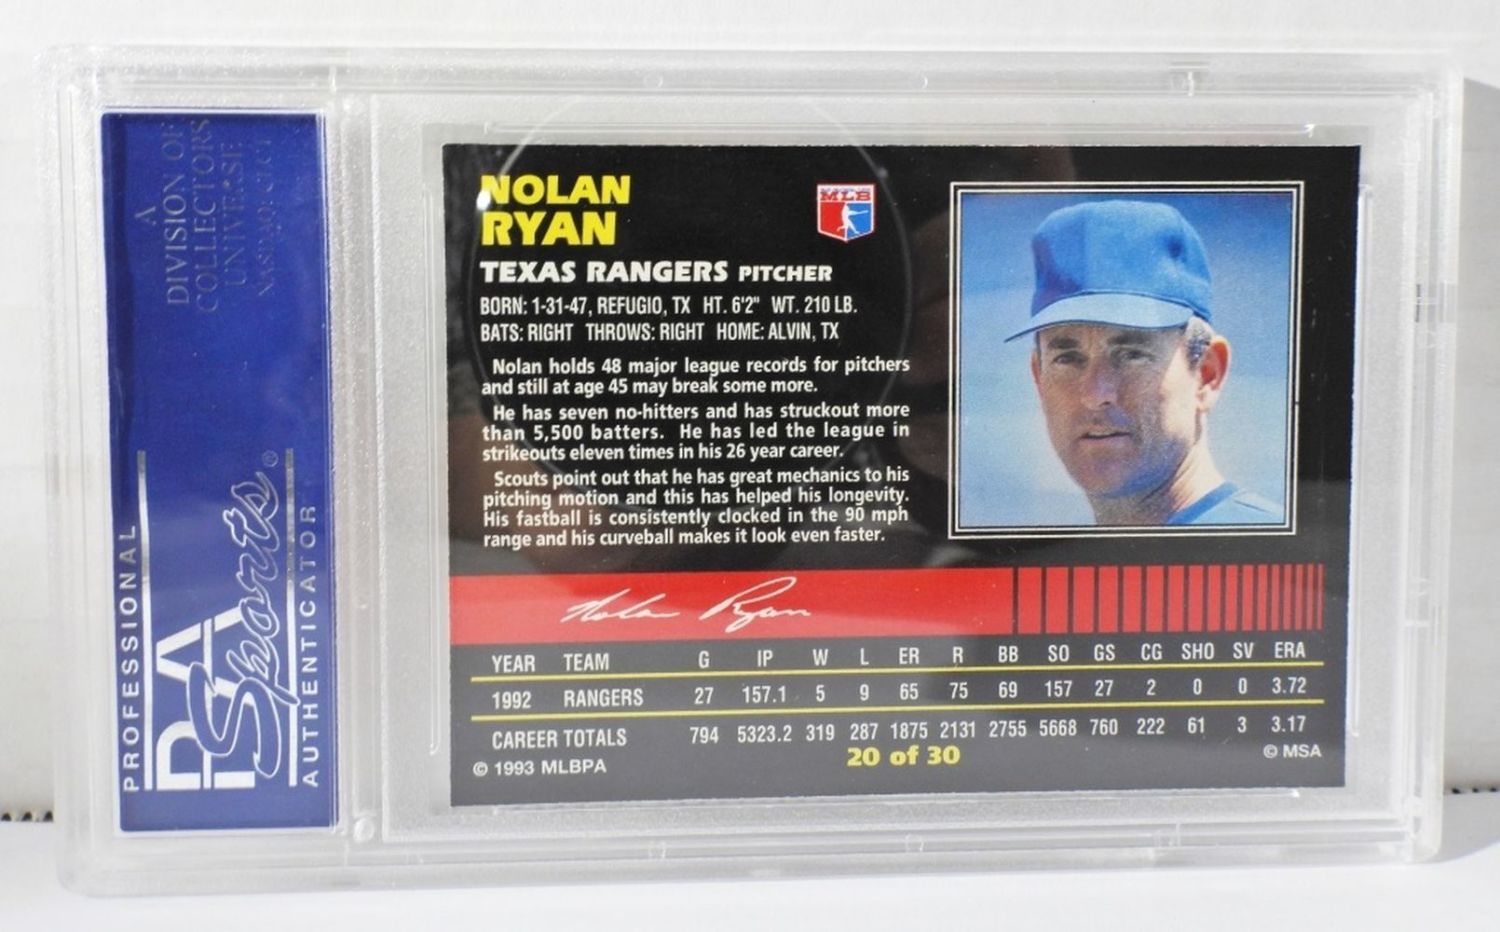 A
DIVISION OF
COLLECTORS
UNIVERSE
NASDAQ: CLCT
PROFESSIONAL
PSA
Sports®
AUTHENTICATOR
NOLAN
RYAN
MLB
TEXAS RANGERS PITCHER
BORN: 1-31-47, REFUGIO, TX HT. 6'2" WT. 210 LB.
BATS: RIGHT THROWS: RIGHT HOME: ALVIN, TX
Nolan holds 48 major league records for pitchers
and still at age 45 may break some more.
He has seven no-hitters and has struckout more
than 5,500 batters. He has led the league in
strikeouts eleven times in his 26 year career.
Scouts point out that he has great mechanics to his
pitching motion and this has helped his longevity.
His fastball is consistently clocked in the 90 mph
range and his curveball makes it look even faster.
Nolan Ryan
YEAR TEAM G IP W L ER R BB SO GS CG SHO SV ERA
1992 RANGERS 27 157.1 5 9 65 75 69 157 27 2 0 0 3.72
CAREER TOTALS 794 5323.2 319 287 1875 2131 2755 5668 760 222 61 3 3.17
© 1993 MLBPA 20 of 30 © MSA